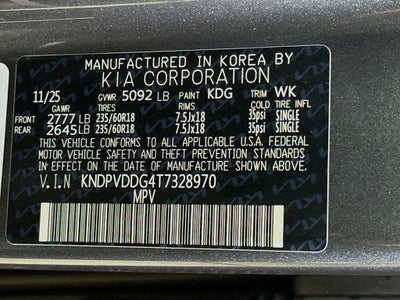 MANUFACTURED IN KOREA BY
KIA CORPORATION
11/25 GVWR 5092 LB PAINT KDG TRIM WK
GAWR TIRES RIMS COLD TIRE INFL
FRONT 2777 LB 235/60R18 7.5Jx18 35psi SINGLE
REAR 2645 LB 235/60R18 7.5Jx18 35psi SINGLE
THIS VEHICLE CONFORMS TO ALL APPLICABLE U.S.A. FEDERAL
MOTOR VEHICLE SAFETY AND THEFT PREVENTION STANDARDS
IN EFFECT ON THE DATE OF MANUFACTURE SHOWN ABOVE.
V.I.N KNDPVDDG4T7328970
MPV